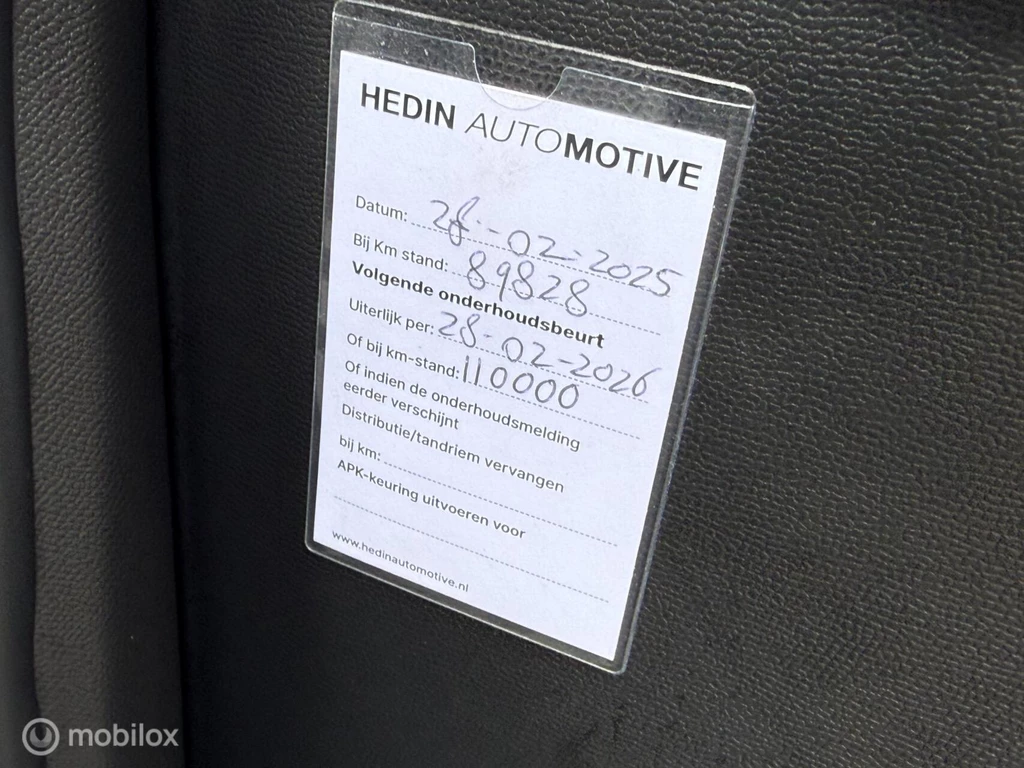 HEDIN AUTOMOTIVE
Datum: 28-02-2025
Bij Km stand: 89828
Volgende onderhoudsbeurt
Uiterlijk per: 28-02-2026
Of bij km-stand: 110000
Of indien de onderhoudsmelding
eerder verschijnt
Distributie/tandriem vervangen
bij km:
APK-keuring uitvoeren voor
www.hedinautomotive.nl
mobilox